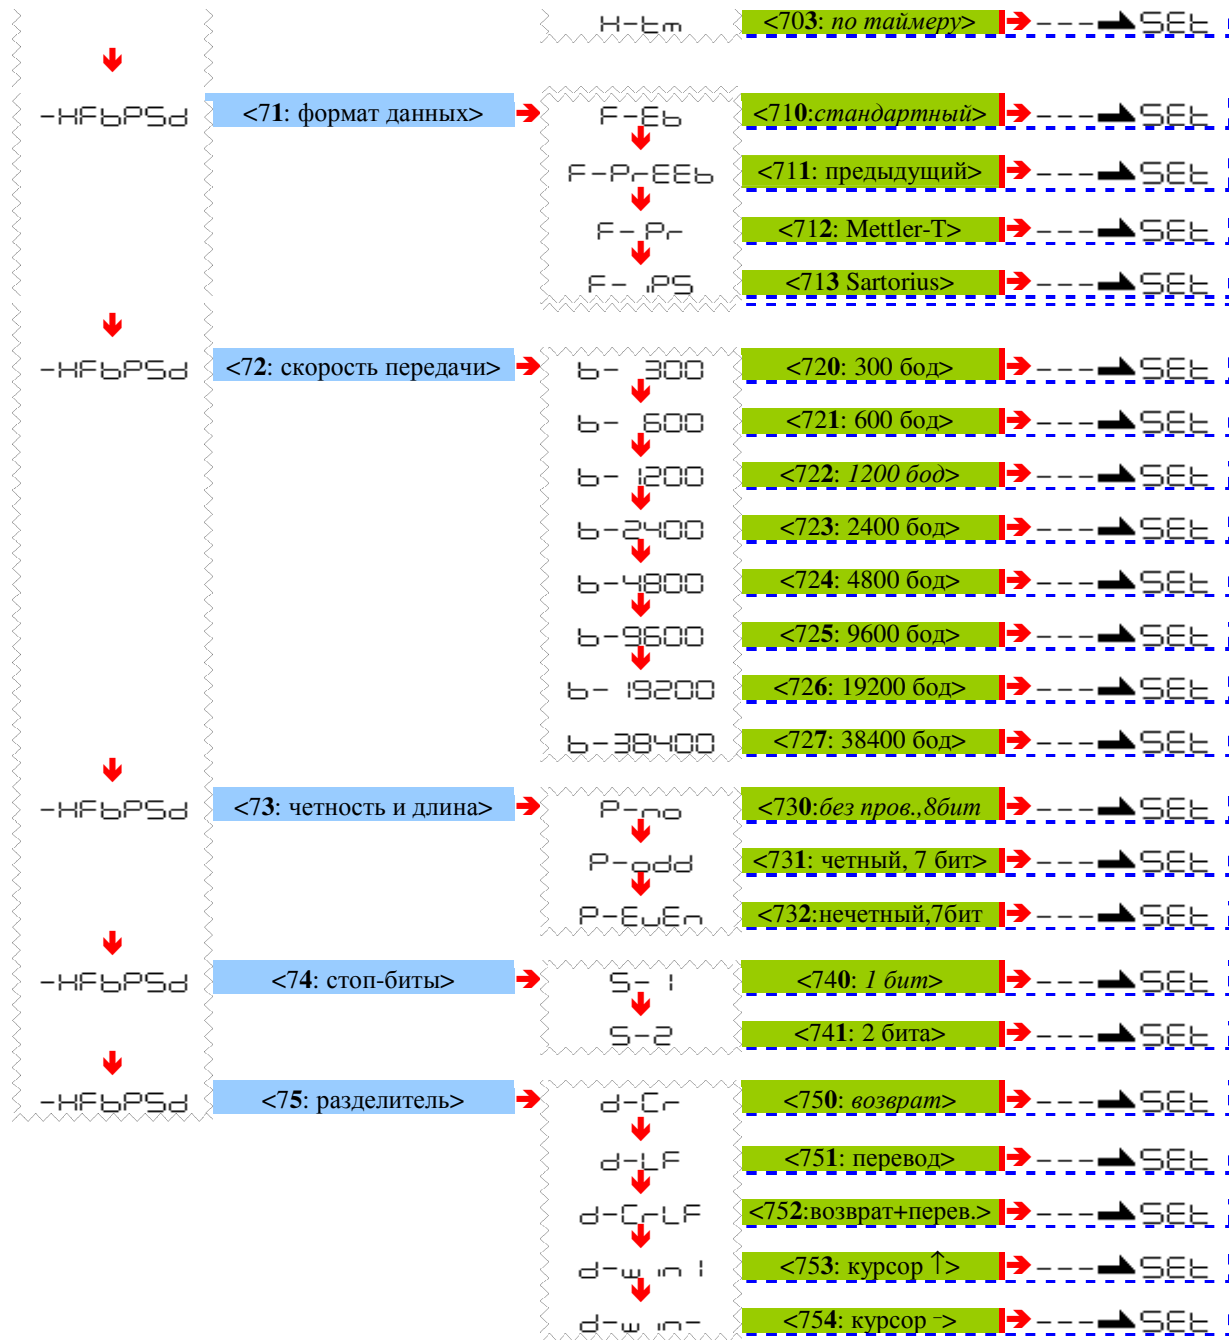 H-tm <703: по таймеру> --- SEt
-HFbPSd <71: формат данных> F-Eb <710:стандартный> --- SEt
F-PrEEb <711: предыдущий> --- SEt
F-Pr <712: Mettler-T> --- SEt
F- iPS <713 Sartorius> --- SEt
-HFbPSd <72: скорость передачи> b- 300 <720: 300 бод> --- SEt
b- 600 <721: 600 бод> --- SEt
b- 1200 <722: 1200 бод> --- SEt
b-2400 <723: 2400 бод> --- SEt
b-4800 <724: 4800 бод> --- SEt
b-9600 <725: 9600 бод> --- SEt
b- 19200 <726: 19200 бод> --- SEt
b-38400 <727: 38400 бод> --- SEt
-HFbPSd <73: четность и длина> P-no <730:без пров.,8бит --- SEt
P-odd <731: четный, 7 бит> --- SEt
P-EvEn <732:нечетный,7бит --- SEt
-HFbPSd <74: стоп-биты> S- 1 <740: 1 бит> --- SEt
S-2 <741: 2 бита> --- SEt
-HFbPSd <75: разделитель> d-Cr <750: возврат> --- SEt
d-LF <751: перевод> --- SEt
d-CrLF <752:возврат+перев.> --- SEt
d-win 1 <753: курсор ↑> --- SEt
d-win- <754: курсор ->> --- SEt